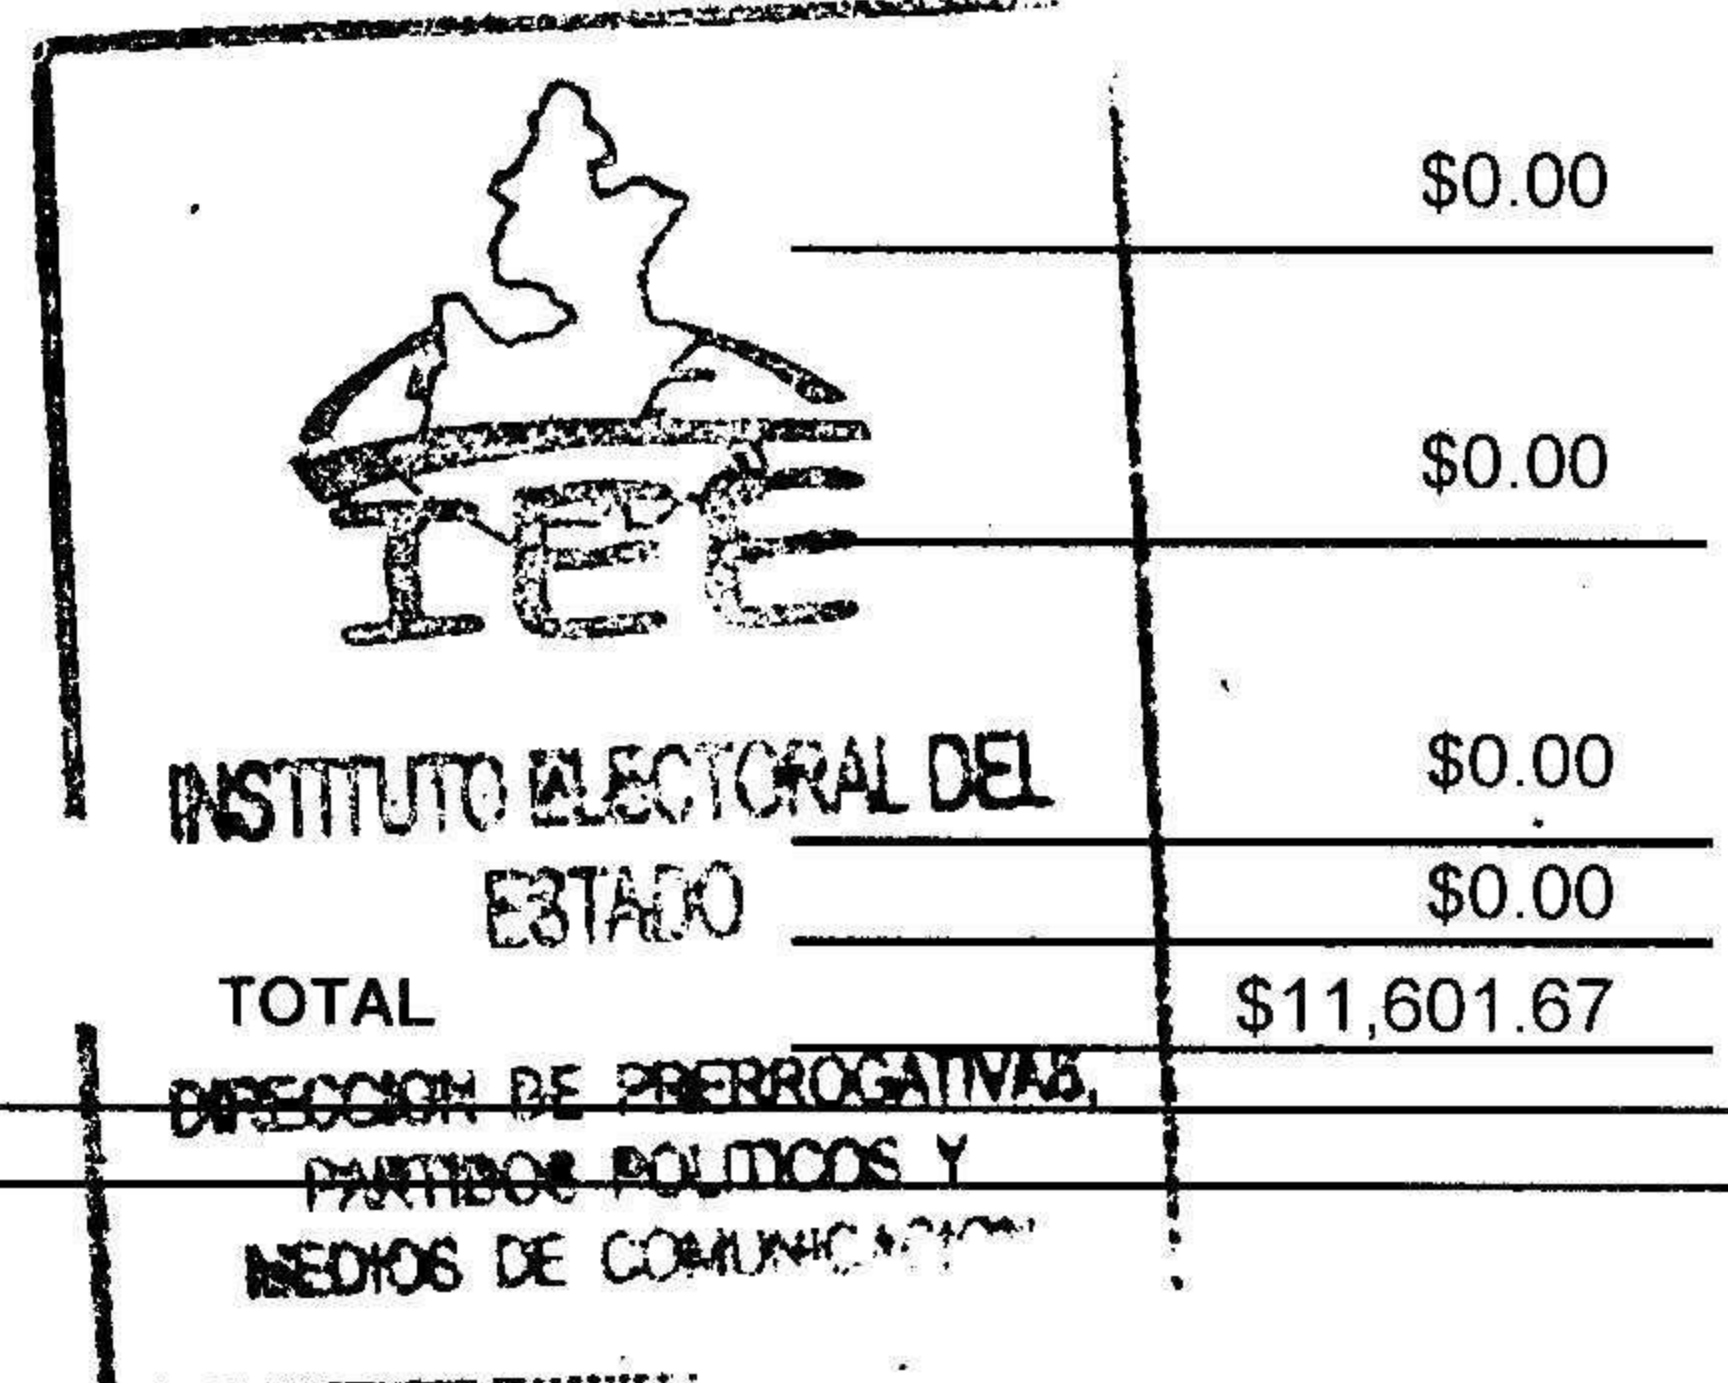 $0.00
IEE
$0.00
INSTITUTO ELECTORAL DEL
$0.00
ESTADO
$0.00
TOTAL $11,601.67
DIRECCION DE PRERROGATIVAS,
PARTIDOS POLITICOS Y
MEDIOS DE COMUNICACION